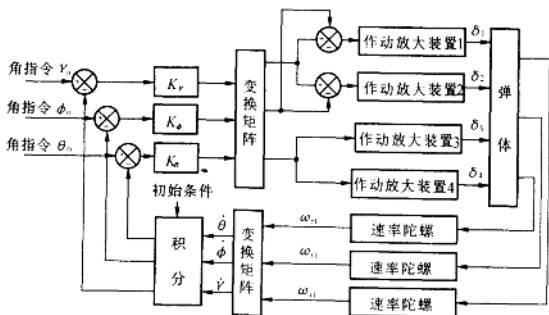 角指令 γ₀
角指令 ϕ₀
角指令 θ₀
Kγ
Kϕ
Kθ
变换矩阵
作动放大装置1
作动放大装置2
作动放大装置3
作动放大装置4
δ₁
δ₂
δ₃
δ₄
弹体
初始条件
积分
θ̇
ϕ̇
γ̇
变换矩阵
速率陀螺
速率陀螺
速率陀螺